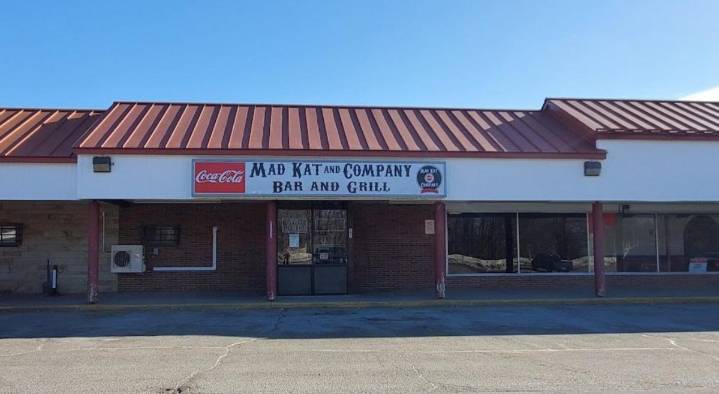 Coca-Cola
Mad Kat and Company
Bar and Grill